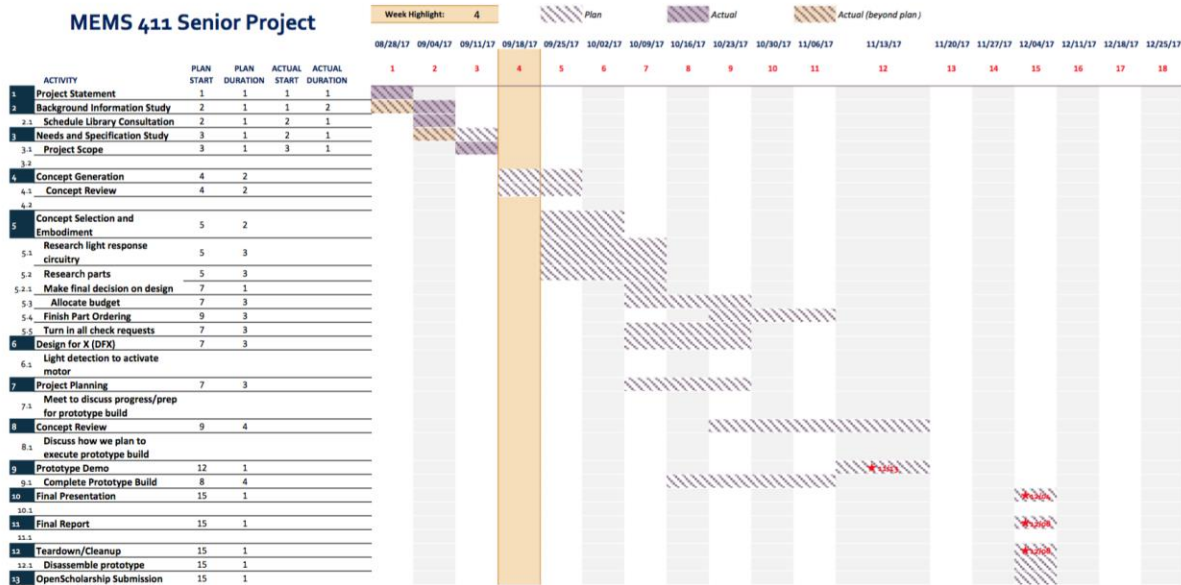 MEMS 411 Senior Project
Week Highlight: 4
Plan
Actual
Actual (beyond plan)
08/28/17 09/04/17 09/11/17 09/18/17 09/25/17 10/02/17 10/09/17 10/16/17 10/23/17 10/30/17 11/06/17 11/13/17 11/20/17 11/27/17 12/04/17 12/11/17 12/18/17 12/25/17
ACTIVITY PLAN START PLAN DURATION ACTUAL START ACTUAL DURATION 1 2 3 4 5 6 7 8 9 10 11 12 13 14 15 16 17 18
1 Project Statement 1 1 1 1
2 Background Information Study 2 1 1 2
2.1 Schedule Library Consultation 2 1 2 1
3 Needs and Specification Study 3 1 2 1
3.1 Project Scope 3 1 3 1
3.2
4 Concept Generation 4 2
4.1 Concept Review 4 2
4.2
5 Concept Selection and
Embodiment 5 2
5.1 Research light response
circuitry 5 3
5.2 Research parts 5 3
5.2.1 Make final decision on design 7 1
5.3 Allocate budget 7 3
5.4 Finish Part Ordering 9 3
5.5 Turn in all check requests 7 3
6 Design for X (DFX) 7 3
6.1 Light detection to activate
motor
7 Project Planning 7 3
7.1 Meet to discuss progress/prep
for prototype build
8 Concept Review 9 4
8.1 Discuss how we plan to
execute prototype build
9 Prototype Demo 12 1 11/13
9.1 Complete Prototype Build 8 4
10 Final Presentation 15 1 12/04
10.1
11 Final Report 15 1 12/08
11.1
12 Teardown/Cleanup 15 1 12/08
12.1 Disassemble prototype 15 1
13 OpenScholarship Submission 15 1